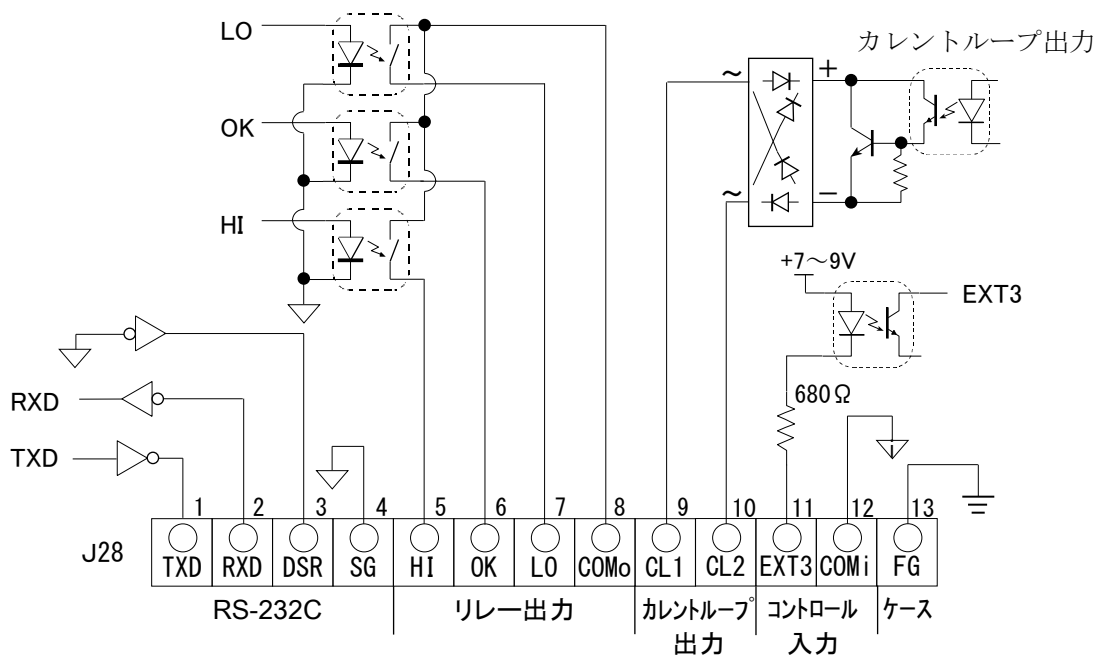 LO
カレントループ出力
～ +
OK
～ −
HI
+7～9V
EXT3
RXD
680Ω
TXD
i
1 2 3 4 5 6 7 8 9 10 11 12 13
J28 TXD RXD DSR SG HI OK LO COMo CL1 CL2 EXT3 COMi FG
RS-232C リレー出力 カレントループ コントロール ケース
出力 入力